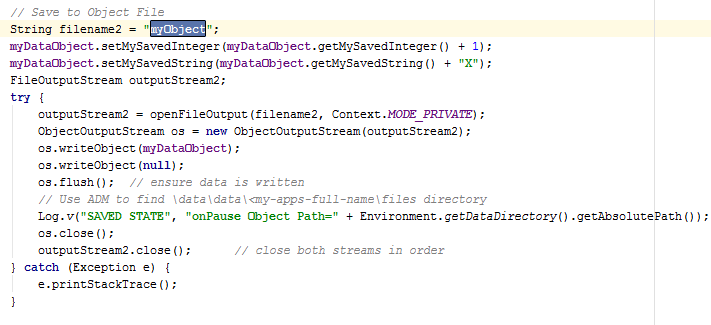 // Save to Object File
String filename2 = "myObject";
myDataObject.setMySavedInteger(myDataObject.getMySavedInteger() + 1);
myDataObject.setMySavedString(myDataObject.getMySavedString() + "X");
FileOutputStream outputStream2;
try {
    outputStream2 = openFileOutput(filename2, Context.MODE_PRIVATE);
    ObjectOutputStream os = new ObjectOutputStream(outputStream2);
    os.writeObject(myDataObject);
    os.writeObject(null);
    os.flush();  // ensure data is written
    // Use ADM to find \data\data\<my-apps-full-name\files directory
    Log.v("SAVED STATE", "onPause Object Path=" + Environment.getDataDirectory().getAbsolutePath());
    os.close();
    outputStream2.close();      // close both streams in order
} catch (Exception e) {
    e.printStackTrace();
}